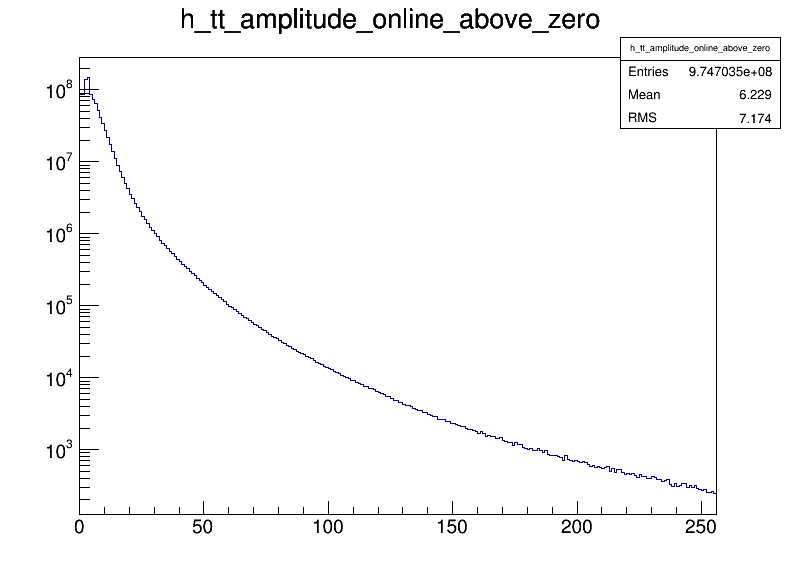 h_tt_amplitude_online_above_zero
h_tt_amplitude_online_above_zero
Entries 9.747035e+08
Mean 6.229
RMS 7.174
10^8
10^7
10^6
10^5
10^4
10^3
0 50 100 150 200 250